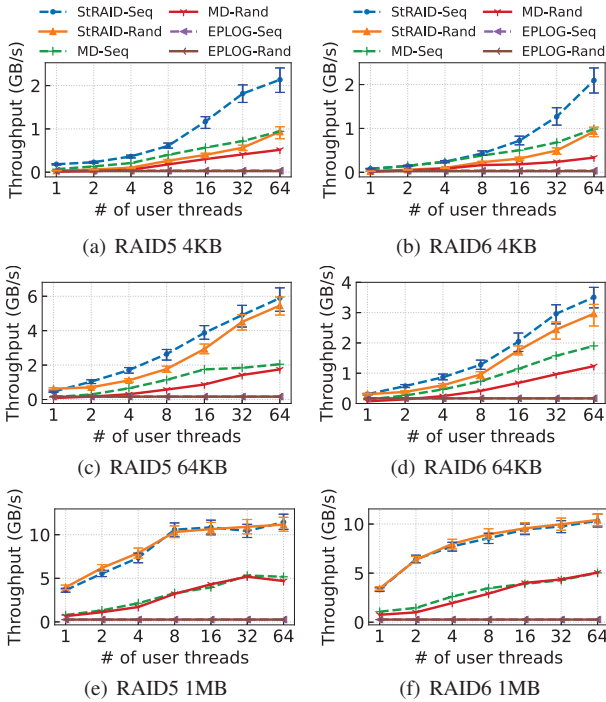 StRAID-Seq MD-Rand
StRAID-Rand EPLOG-Seq
MD-Seq EPLOG-Rand
Throughput (GB/s)
2
1
0
1 2 4 8 16 32 64
# of user threads
(a) RAID5 4KB
StRAID-Seq MD-Rand
StRAID-Rand EPLOG-Seq
MD-Seq EPLOG-Rand
Throughput (GB/s)
2
1
0
1 2 4 8 16 32 64
# of user threads
(b) RAID6 4KB
Throughput (GB/s)
6
4
2
0
1 2 4 8 16 32 64
# of user threads
(c) RAID5 64KB
Throughput (GB/s)
4
3
2
1
0
1 2 4 8 16 32 64
# of user threads
(d) RAID6 64KB
Throughput (GB/s)
10
5
0
1 2 4 8 16 32 64
# of user threads
(e) RAID5 1MB
Throughput (GB/s)
10
5
0
1 2 4 8 16 32 64
# of user threads
(f) RAID6 1MB